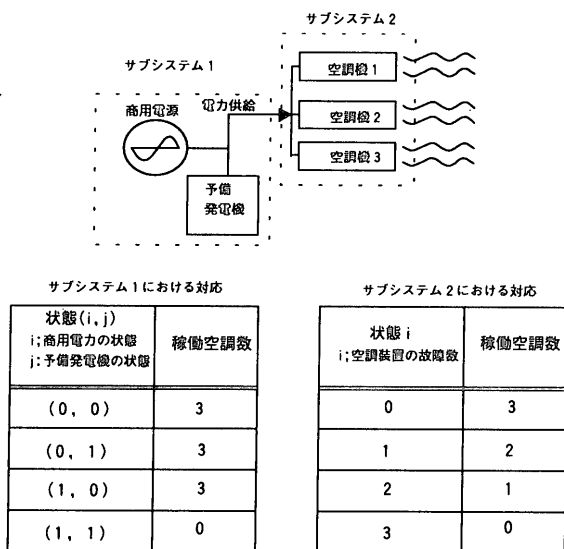 サブシステム2
サブシステム1
空調機1
商用電源
電力供給
空調機2
空調機3
予備
発電機
サブシステム1における対応
状態(i,j)
i;商用電力の状態
j:予備発電機の状態
稼働空調数
(0, 0) 3
(0, 1) 3
(1, 0) 3
(1, 1) 0
サブシステム2における対応
状態 i
i;空調装置の故障数
稼働空調数
0 3
1 2
2 1
3 0